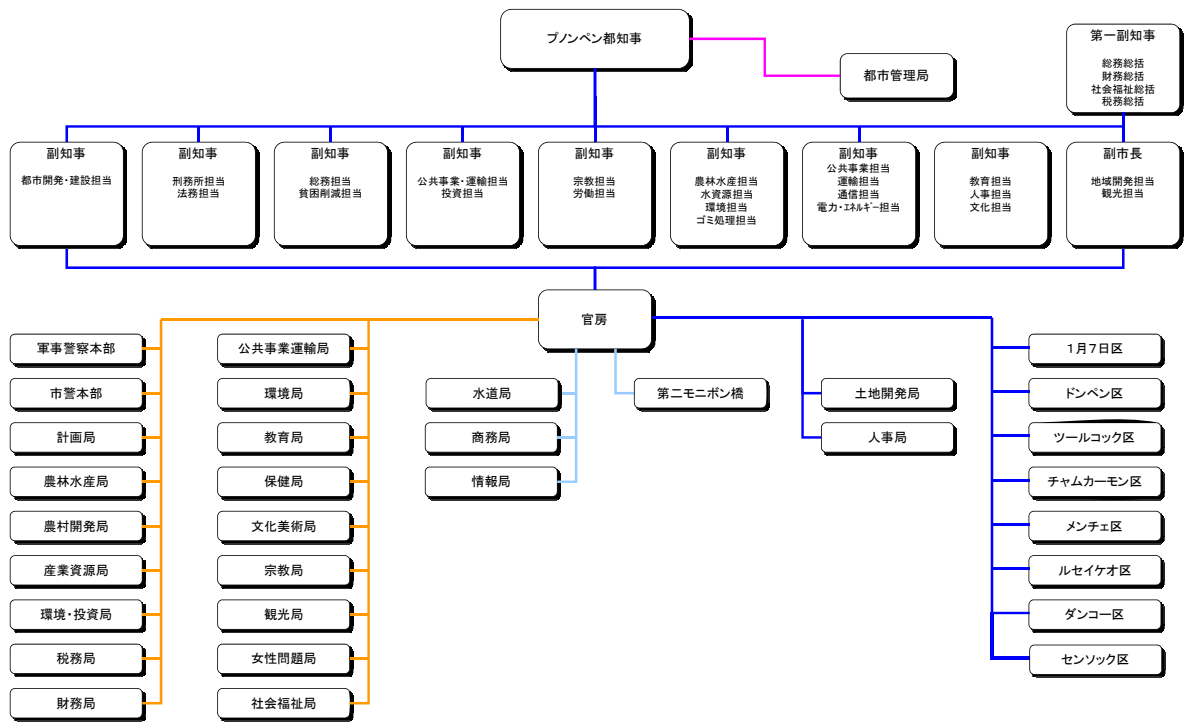 プノンペン都知事
都市管理局
第一副知事
総務総括
財務総括
社会福祉総括
税務総括
副知事
都市開発・建設担当
副知事
刑務所担当
法務担当
副知事
総務担当
貧困削減担当
副知事
公共事業・運輸担当
投資担当
副知事
宗教担当
労働担当
副知事
農林水産担当
水資源担当
環境担当
ゴミ処理担当
副知事
公共事業担当
運輸担当
通信担当
電力・エネルギー担当
副知事
教育担当
人事担当
文化担当
副市長
地域開発担当
観光担当
官房
軍事警察本部
市警本部
計画局
農林水産局
農村開発局
産業資源局
環境・投資局
税務局
財務局
公共事業運輸局
環境局
教育局
保健局
文化美術局
宗教局
観光局
女性問題局
社会福祉局
水道局
商務局
情報局
第二モニボン橋
土地開発局
人事局
1月7日区
ドンペン区
ツールコック区
チャムカーモン区
メンチェ区
ルセイケオ区
ダンコー区
センソック区